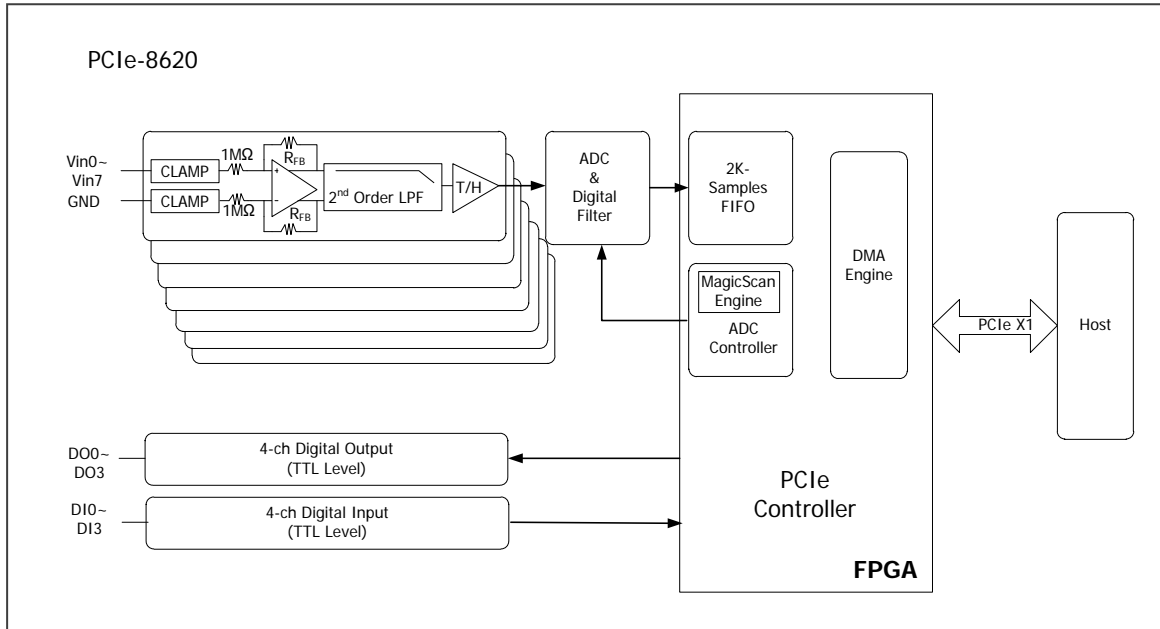 PCIe-8620
Vin0~
Vin7
GND
CLAMP
1MΩ
CLAMP
1MΩ
RFB
+
-
RFB
2nd Order LPF
T/H
ADC
&
Digital
Filter
2K-
Samples
FIFO
MagicScan
Engine
ADC
Controller
DMA
Engine
PCIe X1
Host
DO0~
DO3
4-ch Digital Output
(TTL Level)
DI0~
DI3
4-ch Digital Input
(TTL Level)
PCIe
Controller
FPGA